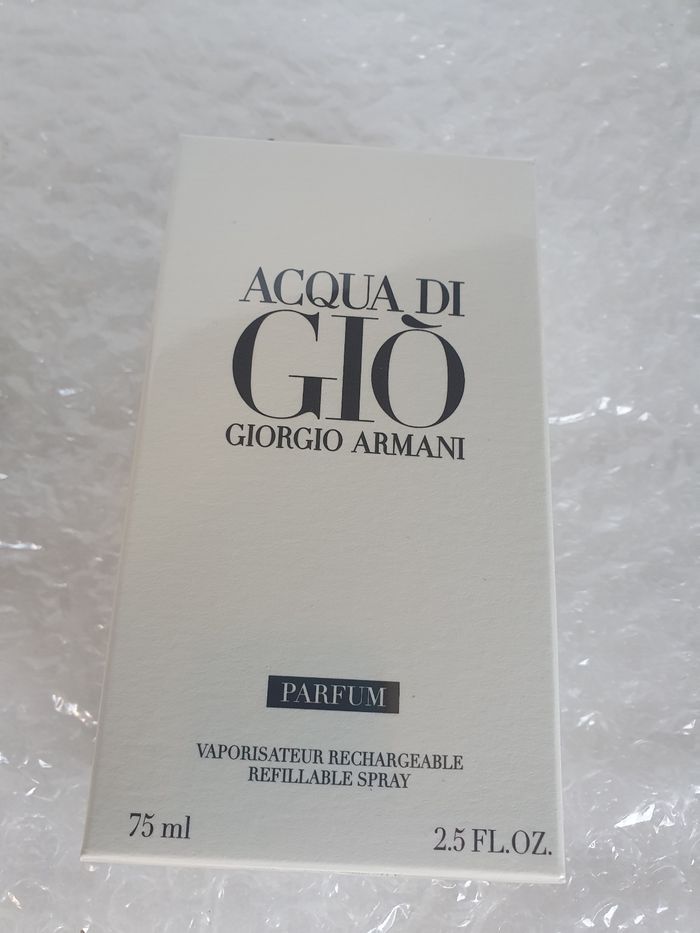 ACQUA DI
GIÒ
GIORGIO ARMANI
PARFUM
VAPORISATEUR RECHARGEABLE
REFILLABLE SPRAY
75 ml
2.5 FL.OZ.